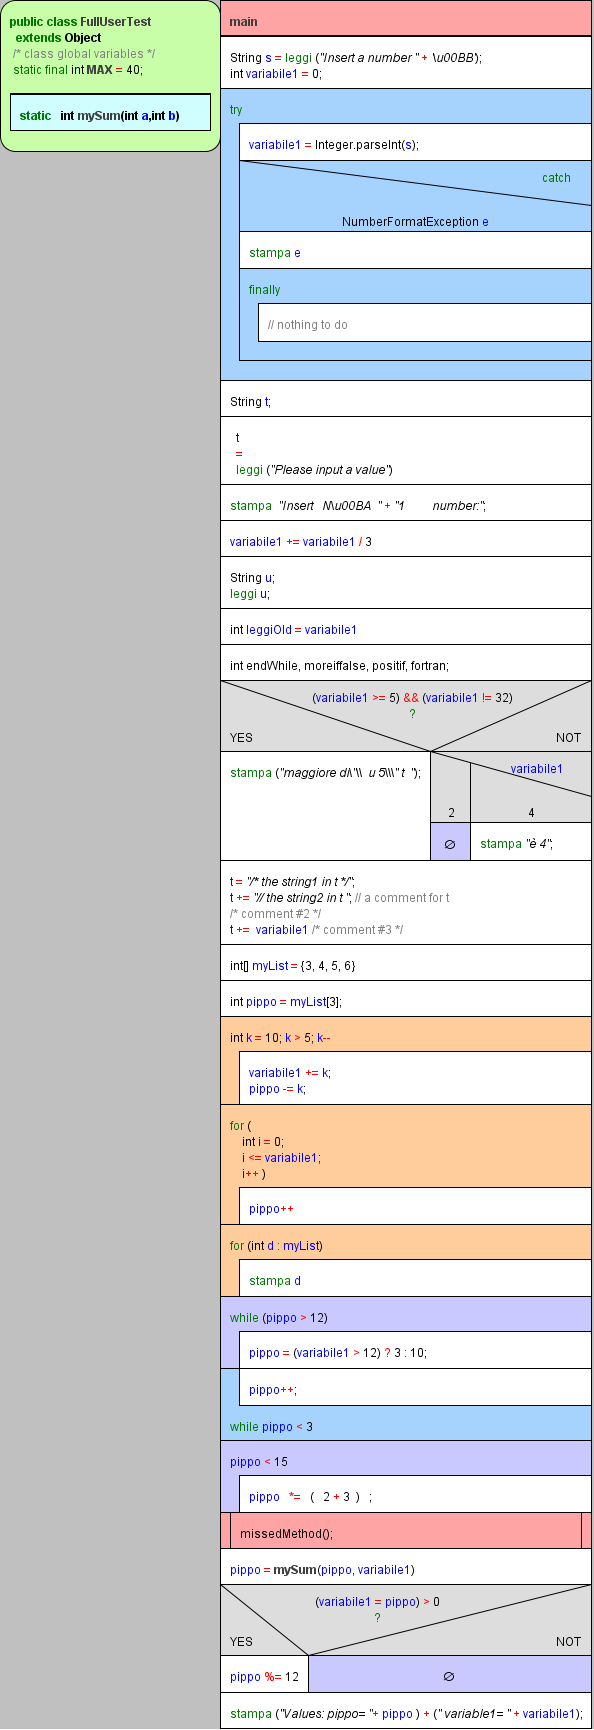 public class FullUserTest
extends Object
/* class global variables */
static final int MAX = 40;
static int mySum(int a,int b)
main
String s = leggi ("Insert a number " + '\u00BB');
int variabile1 = 0;
try
variabile1 = Integer.parseInt(s);
catch
NumberFormatException e
stampa e
finally
// nothing to do
String t;
t
=
leggi ("Please input a value")
stampa "Insert N\u00BA " + "1 number:";
variabile1 += variabile1 / 3
String u;
leggi u;
int leggiOld = variabile1
int endWhile, moreiffalse, positif, fortran;
(variabile1 >= 5) && (variabile1 != 32)
?
YES NOT
stampa ("maggiore di\"\\ u 5\\\" t ");
variabile1
2 4
∅ stampa "è 4";
t = "/* the string1 in t */";
t += "// the string2 in t "; // a comment for t
/* comment #2 */
t += variabile1 /* comment #3 */
int[] myList = {3, 4, 5, 6}
int pippo = myList[3];
int k = 10; k > 5; k--
variabile1 += k;
pippo -= k;
for (
int i = 0;
i <= variabile1;
i++ )
pippo++
for (int d : myList)
stampa d
while (pippo > 12)
pippo = (variabile1 > 12) ? 3 : 10;
pippo++;
while pippo < 3
pippo < 15
pippo *= ( 2 + 3 ) ;
missedMethod();
pippo = mySum(pippo, variabile1)
(variabile1 = pippo) > 0
?
YES NOT
pippo %= 12 ∅
stampa ("Values: pippo= "+ pippo ) + (" variable1= " + variabile1);